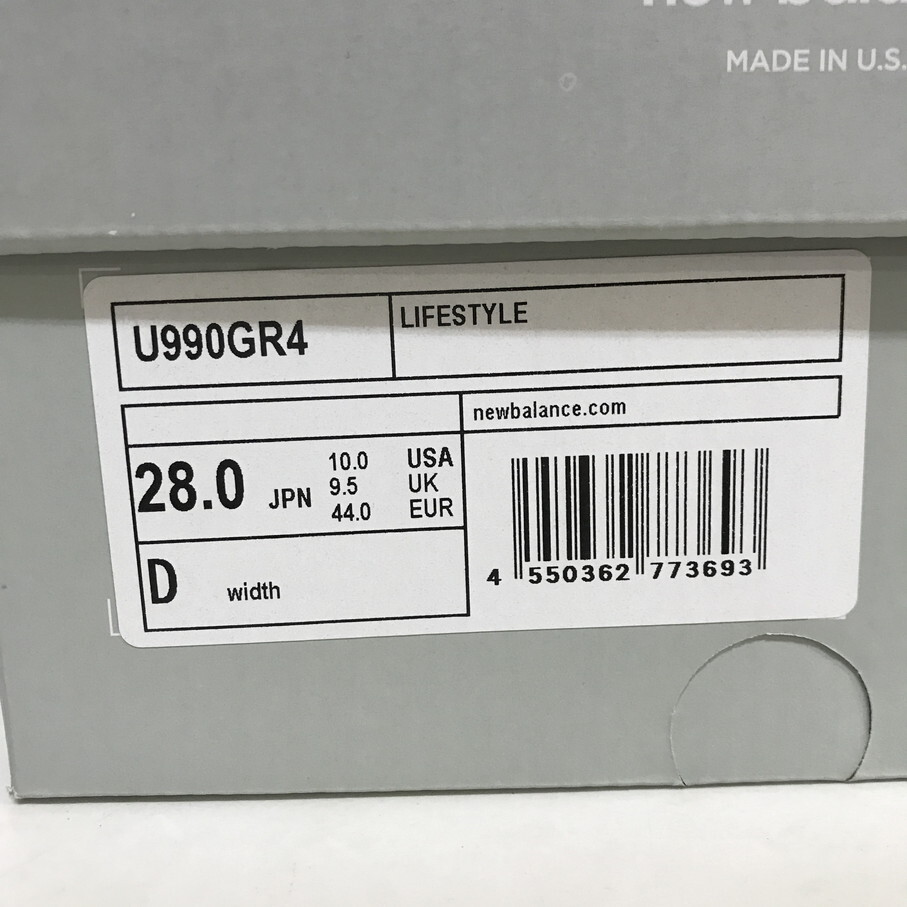 MADE IN U.S.
U990GR4
LIFESTYLE
newbalance.com
28.0 JPN
10.0 USA
9.5 UK
44.0 EUR
D width
4 550362 773693